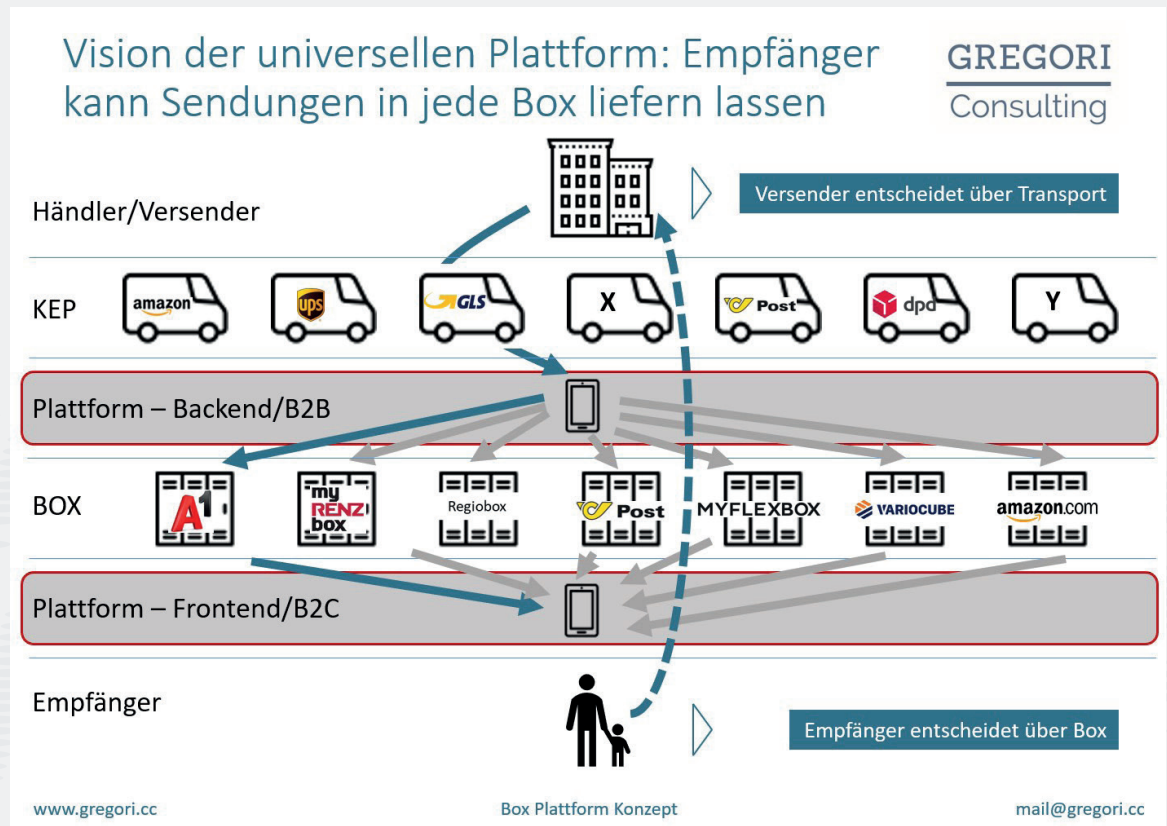 Vision der universellen Plattform: Empfänger
kann Sendungen in jede Box liefern lassen
GREGORI
Consulting
Händler/Versender
Versender entscheidet über Transport
KEP
amazon
ups
GLS
X
Post
dpd
Y
Plattform – Backend/B2B
BOX
A1
my
RENZ
box
Regiobox
Post
MYFLEXBOX
VARIOCUBE
amazon.com
Plattform – Frontend/B2C
Empfänger
Empfänger entscheidet über Box
www.gregori.cc
Box Plattform Konzept
mail@gregori.cc